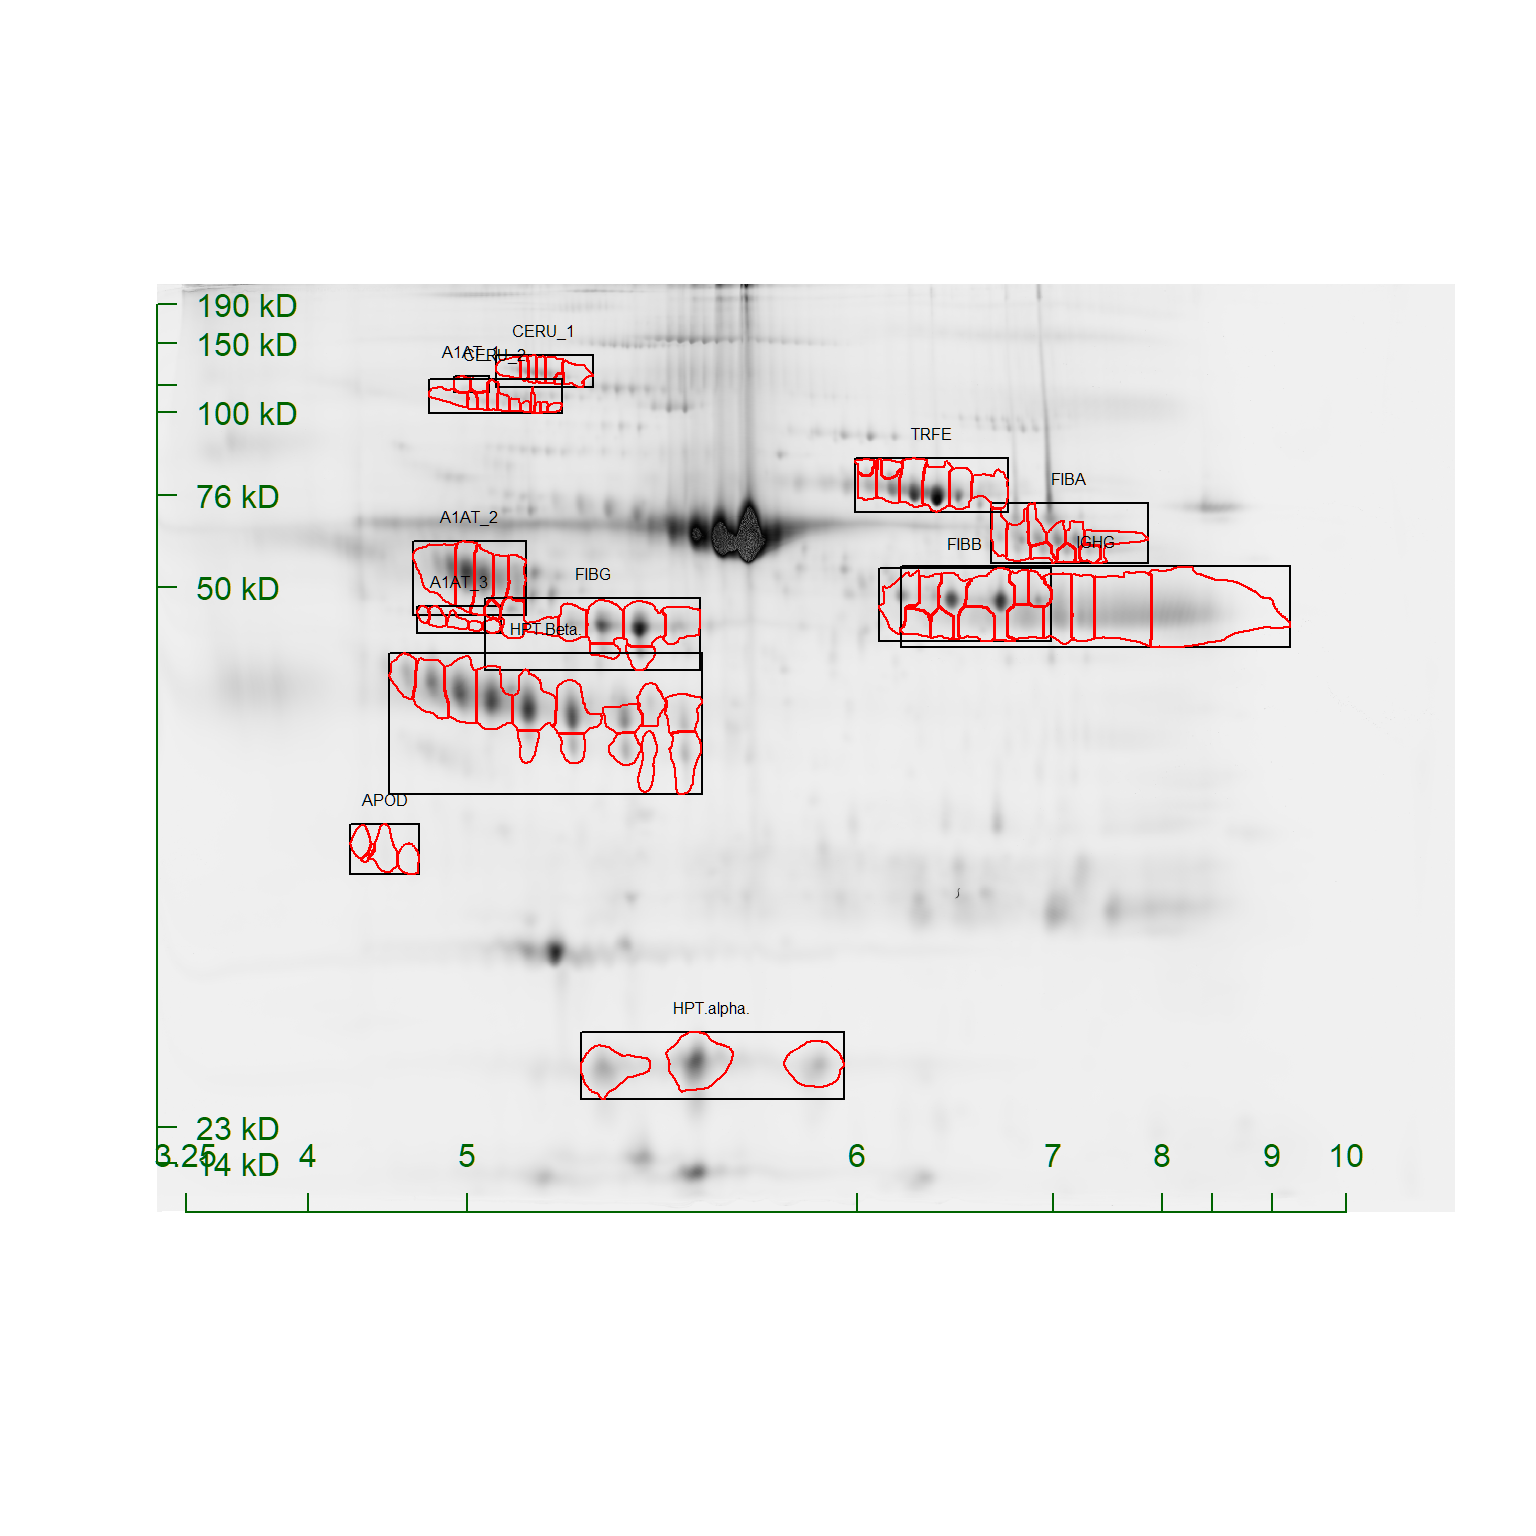 190 kD
CERU_1
150 kD
A1AT_1
CERU_2
100 kD
TRFE
FIBA
76 kD
A1AT_2
FIBB
IGHG
FIBG
A1AT_3
50 kD
HPT.Beta.
APOD
HPT.alpha.
23 kD
14 kD
3.25 4 5 6 7 8 9 10